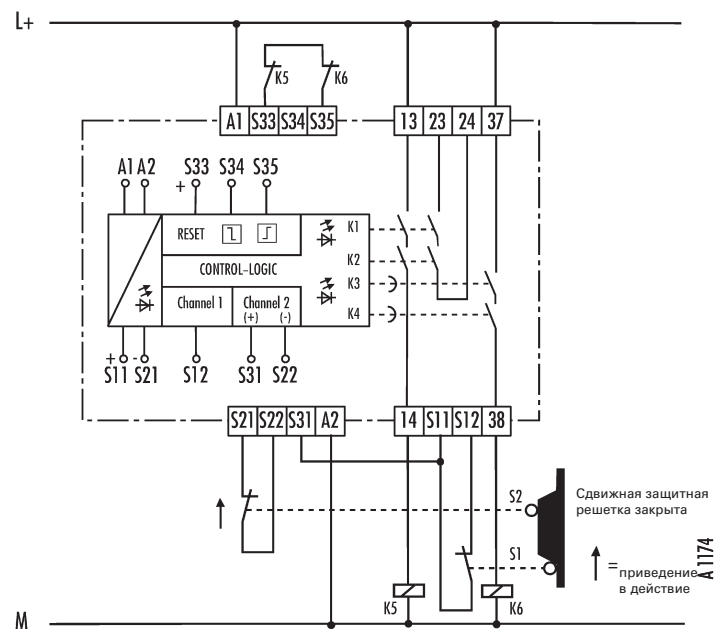 L+
K5 K6
A1 S33 S34 S35 13 23 24 37
A1 A2 S33 S34 S35
+
RESET
K1
K2
CONTROL-LOGIC
K3
Channel 1 Channel 2
(+) (-)
K4
+ -
S11 S21 S12 S31 S22
S21 S22 S31 A2 14 S11 S12 38
S2
Сдвижная защитная
решетка закрыта
S1
= приведение
в действие
A 1174
K5 K6
M